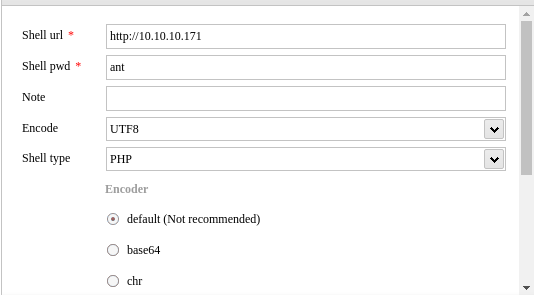 Shell url * http://10.10.10.171
Shell pwd * ant
Note
Encode UTF8
Shell type PHP
Encoder
default (Not recommended)
base64
chr